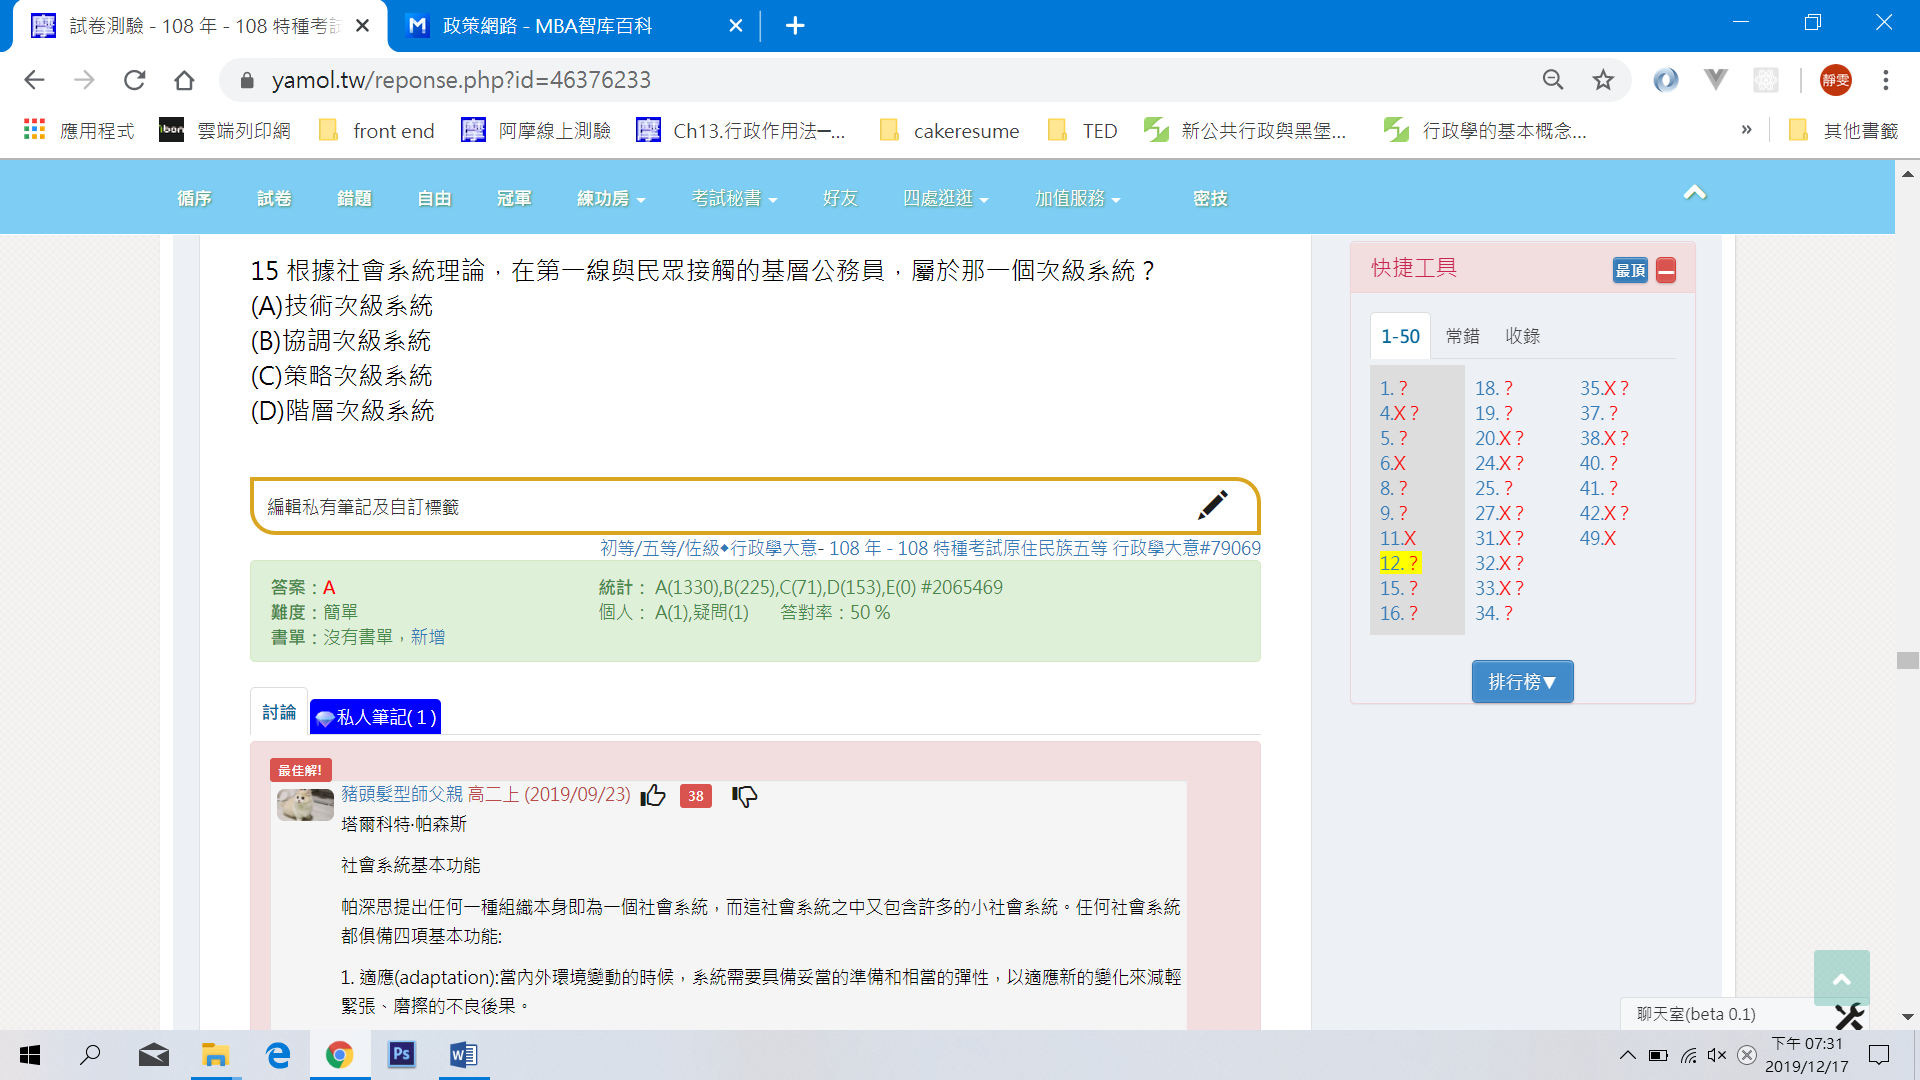 試卷測驗 - 108 年 - 108 特種考試
政策網路 - MBA智库百科
yamol.tw/reponse.php?id=46376233
靜雯
應用程式
ibon
雲端列印網
front end
阿摩線上測驗
Ch13.行政作用法—...
cakeresume
TED
新公共行政與黑堡...
行政學的基本概念...
»
其他書籤
循序
試卷
錯題
自由
冠軍
練功房
考試秘書
好友
四處逛逛
加值服務
密技
15 根據社會系統理論，在第一線與民眾接觸的基層公務員，屬於那一個次級系統？
(A)技術次級系統
(B)協調次級系統
(C)策略次級系統
(D)階層次級系統
編輯私有筆記及自訂標籤
初等/五等/佐級◆行政學大意- 108 年 - 108 特種考試原住民族五等 行政學大意#79069
答案：A
統計： A(1330),B(225),C(71),D(153),E(0) #2065469
難度：簡單
個人： A(1),疑問(1) 答對率：50 %
書單：沒有書單，新增
討論
私人筆記( 1 )
最佳解!
豬頭髮型師父親 高二上 (2019/09/23) 38
塔爾科特·帕森斯
社會系統基本功能
帕深思提出任何一種組織本身即為一個社會系統，而這社會系統之中又包含許多的小社會系統。任何社會系統
都俱備四項基本功能:
1. 適應(adaptation):當內外環境變動的時候，系統需要具備妥當的準備和相當的彈性，以適應新的變化來減輕
緊張、磨擦的不良後果。
快捷工具
最頂
1-50 常錯 收錄
1. ? 18. ? 35.X ?
4.X ? 19. ? 37. ?
5. ? 20.X ? 38.X ?
6.X 24.X ? 40. ?
8. ? 25. ? 41. ?
9. ? 27.X ? 42.X ?
11.X 31.X ? 49.X
12. ? 32.X ?
15. ? 33.X ?
16. ? 34. ?
排行榜▼
聊天室(beta 0.1)
Ps
下午 07:31
2019/12/17